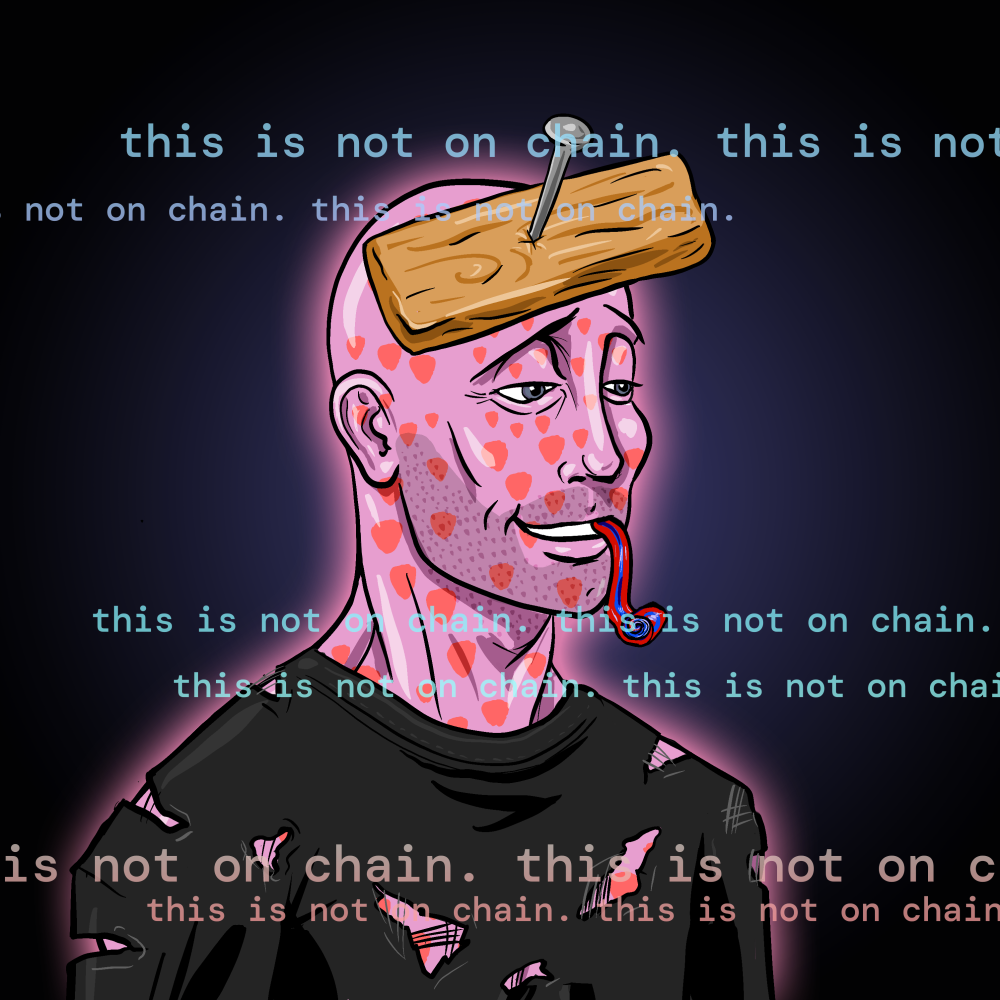 this is not on chain. this is not
not on chain. this is not on chain.
this is not on chain. this is not on chain.
this is not on chain. this is not on chai
is not on chain. this is not on c
this is not on chain. this is not on chain